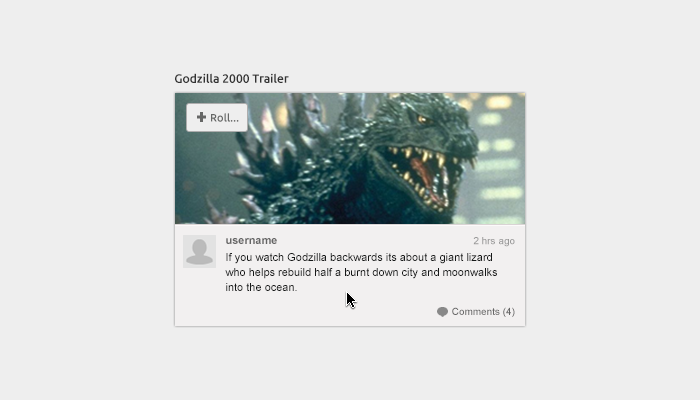 Godzilla 2000 Trailer
Roll...
username
2 hrs ago
If you watch Godzilla backwards its about a giant lizard
who helps rebuild half a burnt down city and moonwalks
into the ocean.
Comments (4)